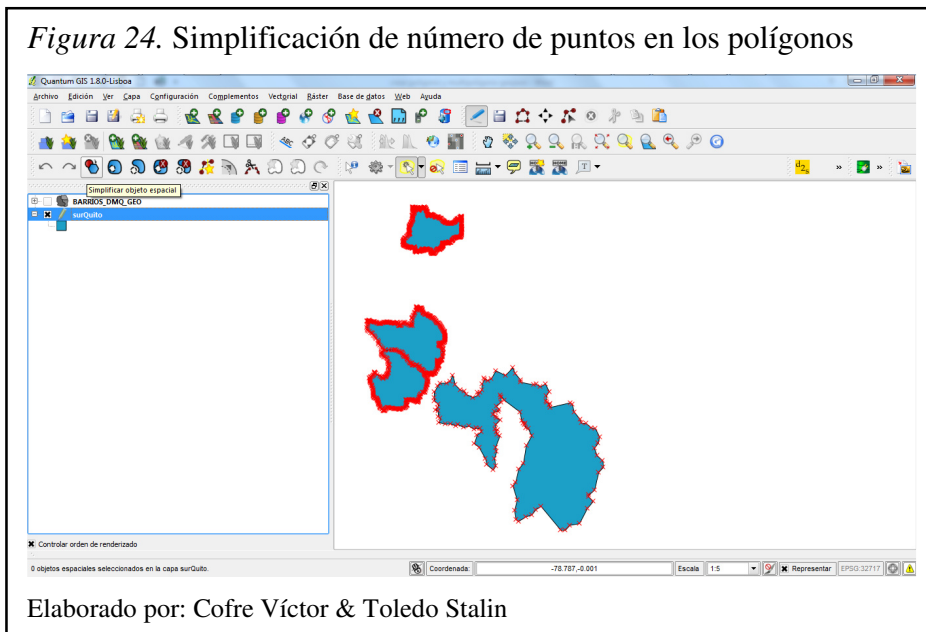 Figura 24. Simplificación de número de puntos en los polígonos
Quantum GIS 1.8.0-Lisboa
Archivo Edición Ver Capa Configuración Complementos Vectorial Ráster Base de datos Web Ayuda
Simplificar objeto espacial
BARRIOS_DMQ_GEO
surQuito
Controlar orden de renderizado
0 objetos espaciales seleccionados en la capa surQuito.
Coordenada: -78.787,-0.001 Escala 1:5 Representar EPSG:32717
Elaborado por: Cofre Víctor & Toledo Stalin